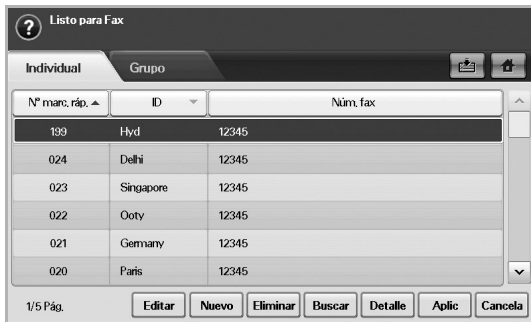 Listo para Fax
Individual Grupo
Nº marc. ráp. ID Núm. fax
199 Hyd 12345
024 Delhi 12345
023 Singapore 12345
022 Ooty 12345
021 Germany 12345
020 Paris 12345
1/5 Pág. Editar Nuevo Eliminar Buscar Detalle Aplic Cancela